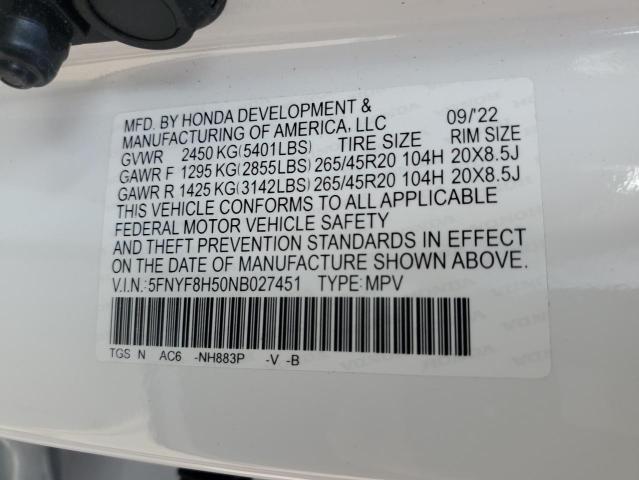 MFD. BY HONDA DEVELOPMENT &
MANUFACTURING OF AMERICA, LLC 09/'22
GVWR 2450 KG(5401LBS) TIRE SIZE RIM SIZE
GAWR F 1295 KG(2855LBS) 265/45R20 104H 20X8.5J
GAWR R 1425 KG(3142LBS) 265/45R20 104H 20X8.5J
THIS VEHICLE CONFORMS TO ALL APPLICABLE
FEDERAL MOTOR VEHICLE SAFETY
AND THEFT PREVENTION STANDARDS IN EFFECT
ON THE DATE OF MANUFACTURE SHOWN ABOVE.
V.I.N.: 5FNYF8H50NB027451 TYPE: MPV
TGS N AC6 -NH883P -V -B